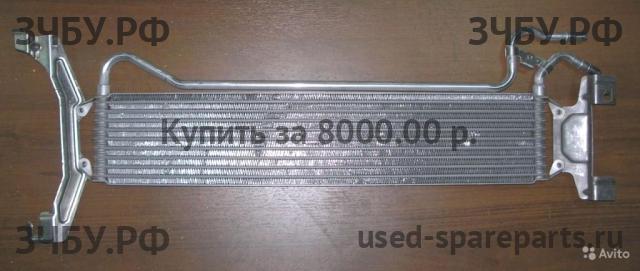 ЗЧБУ.РФ ЗЧБУ.РФ
Купить за 8000.00 р.
ЗЧБУ.РФ used-spareparts.ru
Avito